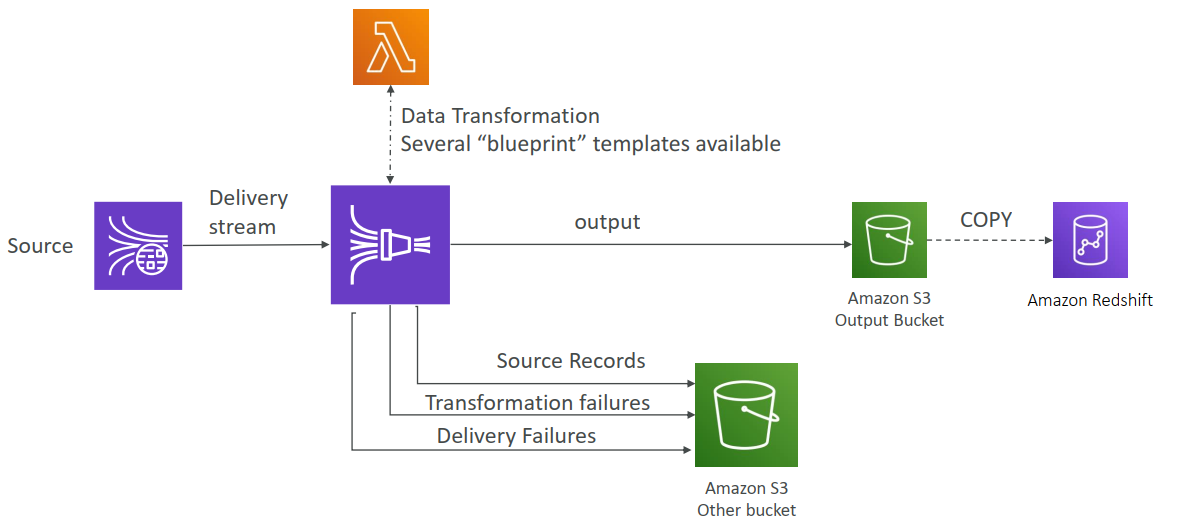 Data Transformation
Several “blueprint” templates available
Delivery
stream
Source
output
COPY
Amazon S3
Output Bucket
Amazon Redshift
Source Records
Transformation failures
Delivery Failures
Amazon S3
Other bucket